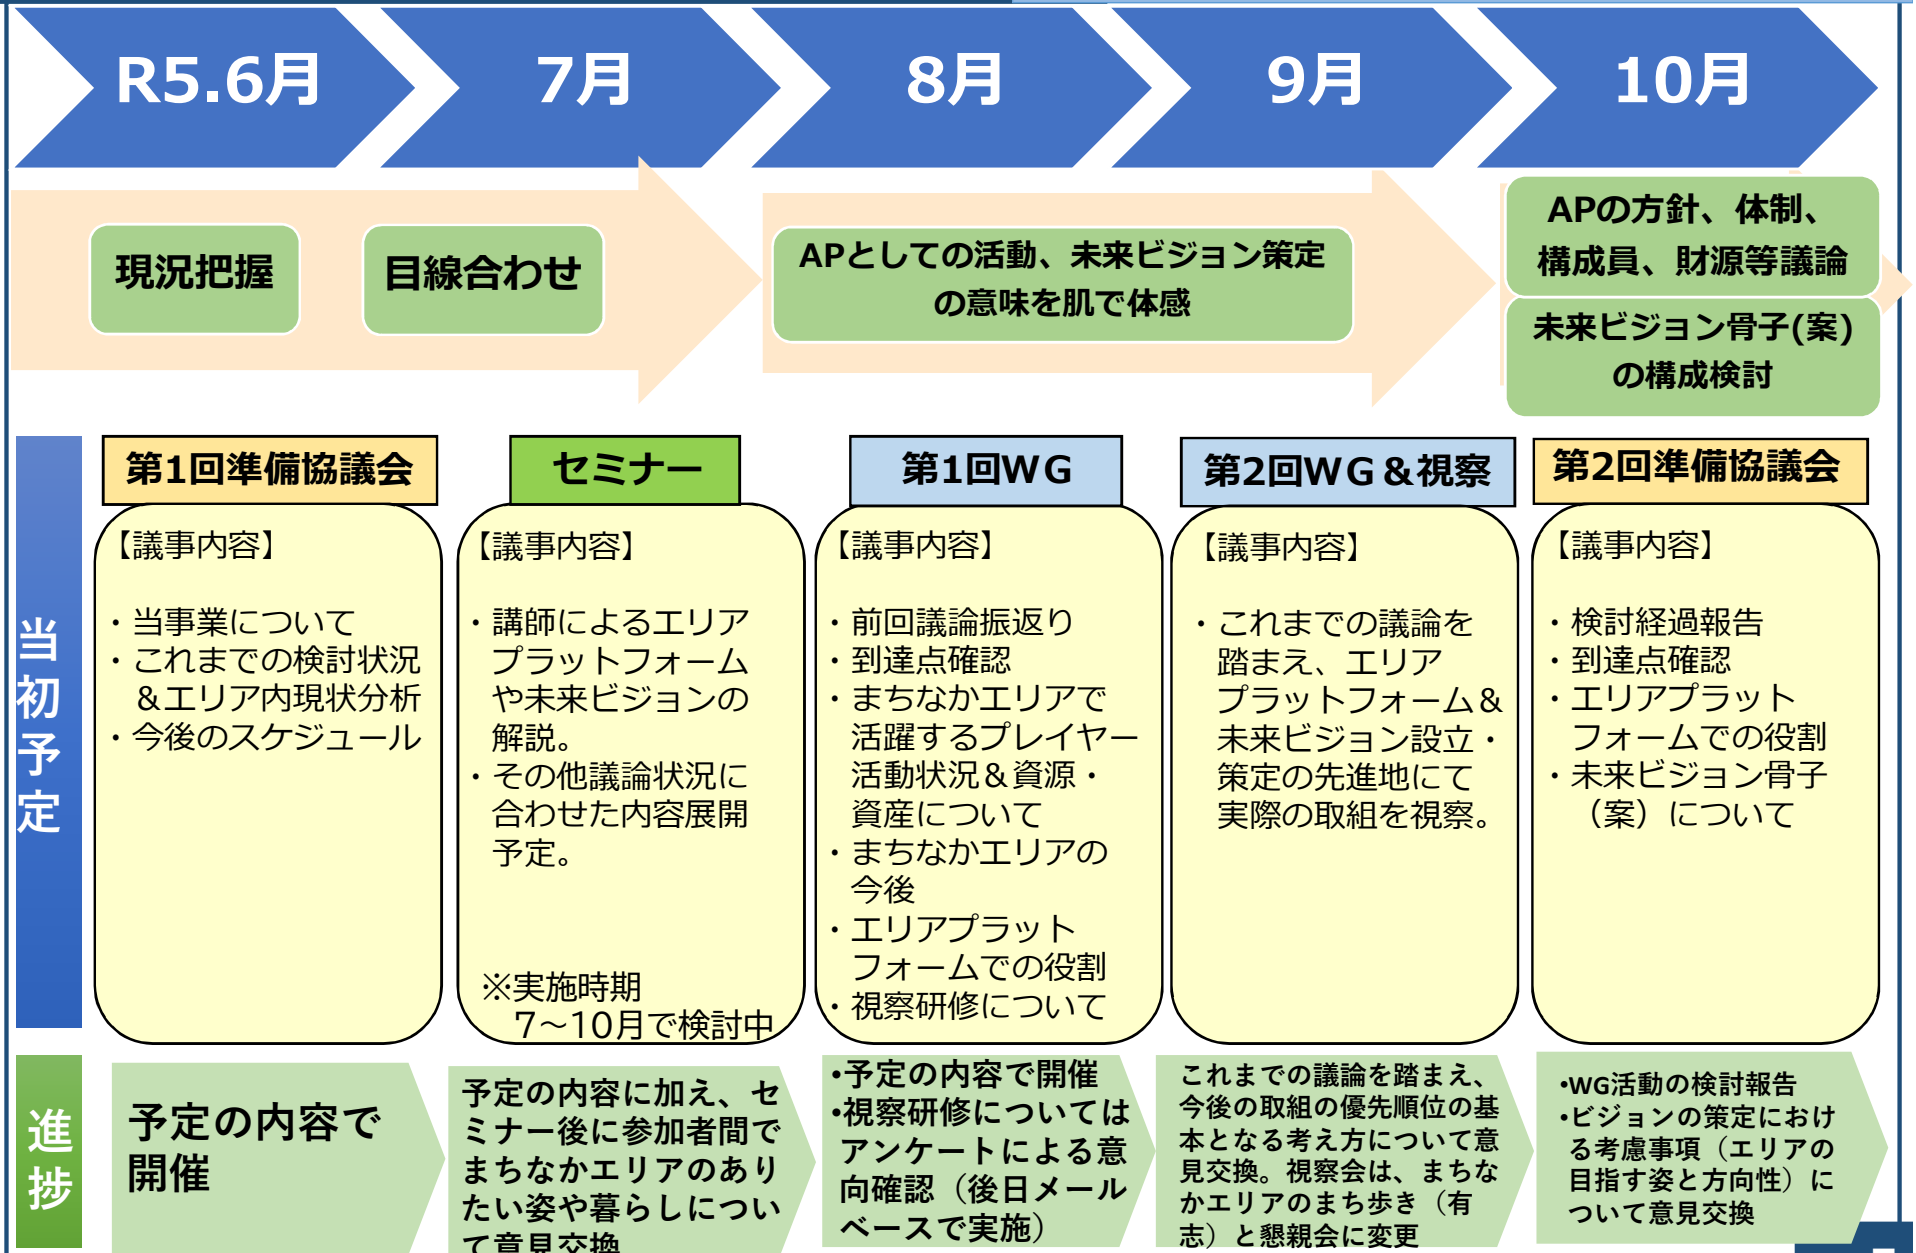 R5.6月
7月
8月
9月
10月
現況把握
目線合わせ
APとしての活動、未来ビジョン策定
の意味を肌で体感
APの方針、体制、
構成員、財源等議論
未来ビジョン骨子(案)
の構成検討
当初予定
第1回準備協議会
【議事内容】
・当事業について
・これまでの検討状況
＆エリア内現状分析
・今後のスケジュール
セミナー
【議事内容】
・講師によるエリア
プラットフォーム
や未来ビジョンの
解説。
・その他議論状況に
合わせた内容展開
予定。
※実施時期
7～10月で検討中
第1回WG
【議事内容】
・前回議論振返り
・到達点確認
・まちなかエリアで
活躍するプレイヤー
活動状況＆資源・
資産について
・まちなかエリアの
今後
・エリアプラット
フォームでの役割
・視察研修について
第2回WG＆視察
【議事内容】
・これまでの議論を
踏まえ、エリア
プラットフォーム＆
未来ビジョン設立・
策定の先進地にて
実際の取組を視察。
第2回準備協議会
【議事内容】
・検討経過報告
・到達点確認
・エリアプラット
フォームでの役割
・未来ビジョン骨子
（案）について
進捗
予定の内容で
開催
予定の内容に加え、セ
ミナー後に参加者間で
まちなかエリアのあり
たい姿や暮らしについ
て意見交換
•予定の内容で開催
•視察研修については
アンケートによる意
向確認（後日メール
ベースで実施）
これまでの議論を踏まえ、
今後の取組の優先順位の基
本となる考え方について意
見交換。視察会は、まちな
かエリアのまち歩き（有
志）と懇親会に変更
•WG活動の検討報告
•ビジョンの策定におけ
る考慮事項（エリアの
目指す姿と方向性）に
ついて意見交換